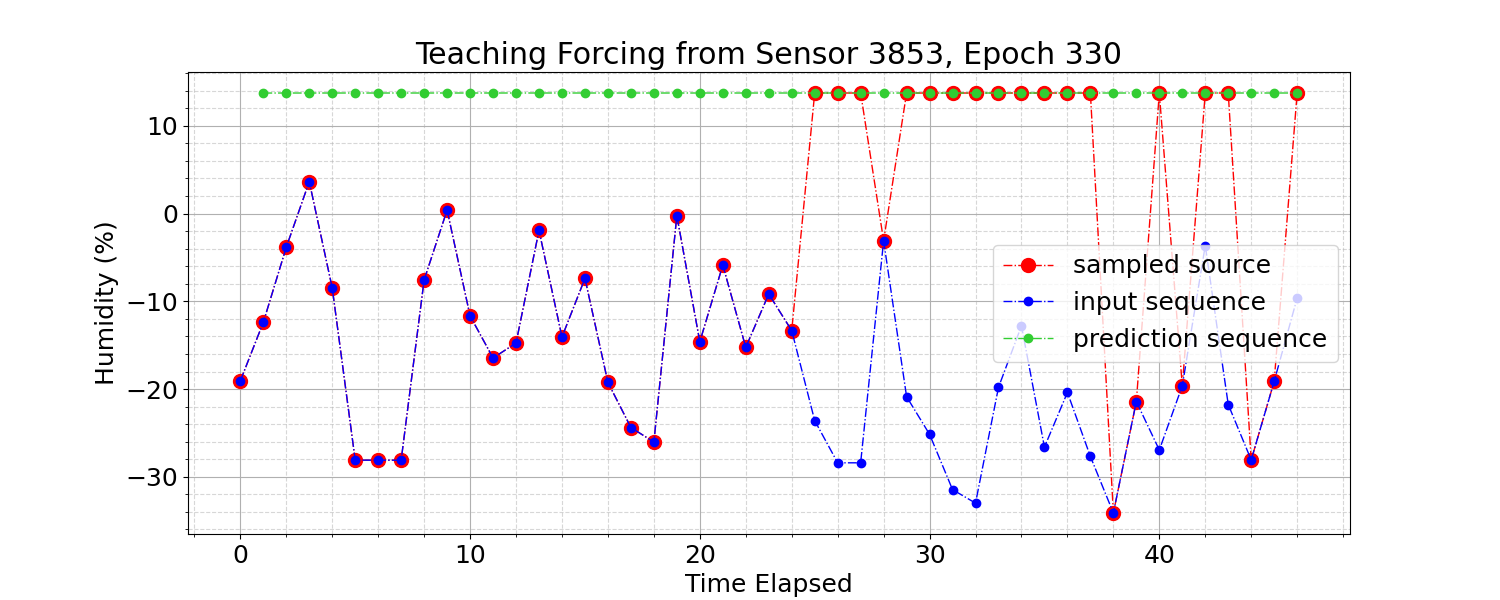 Teaching Forcing from Sensor 3853, Epoch 330
Humidity (%)
10
0
−10
−20
−30
sampled source
input sequence
prediction sequence
0 10 20 30 40
Time Elapsed